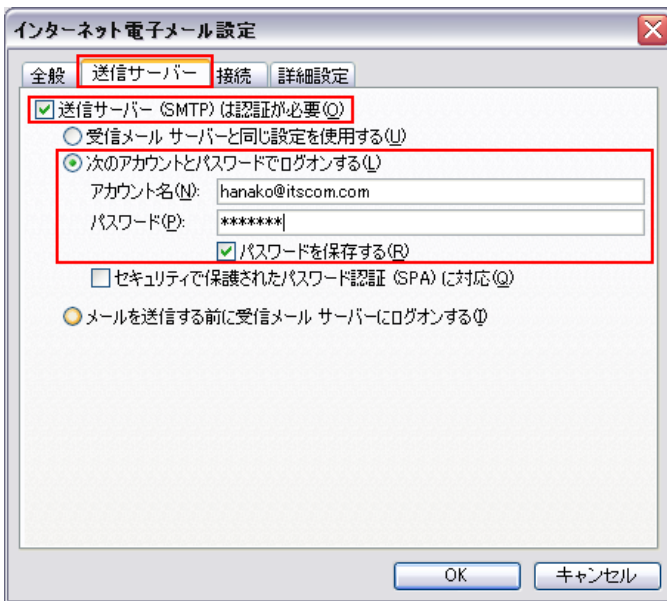 インターネット電子メール設定
全般 送信サーバー 接続 詳細設定
送信サーバー (SMTP) は認証が必要(O)
受信メール サーバーと同じ設定を使用する(U)
次のアカウントとパスワードでログオンする(L)
アカウント名(N): hanako@itscom.com
パスワード(P): *******
パスワードを保存する(R)
セキュリティで保護されたパスワード認証 (SPA) に対応(Q)
メールを送信する前に受信メール サーバーにログオンする(I)
OK キャンセル